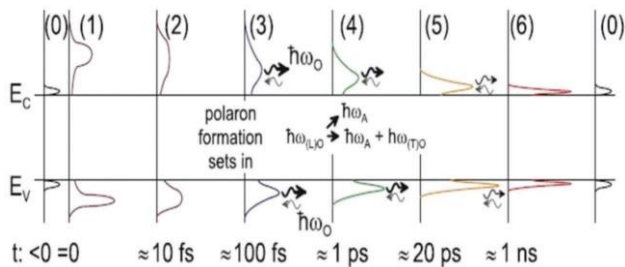 (0) (1) (2) (3) (4) (5) (6) (0)
ħω_O
E_C
polaron
formation
sets in
ħω_A
ħω_(L)O → ħω_A + hω_(T)O
E_V
ħω_O
t: <0 =0 ≈10 fs ≈100 fs ≈1 ps ≈20 ps ≈1 ns